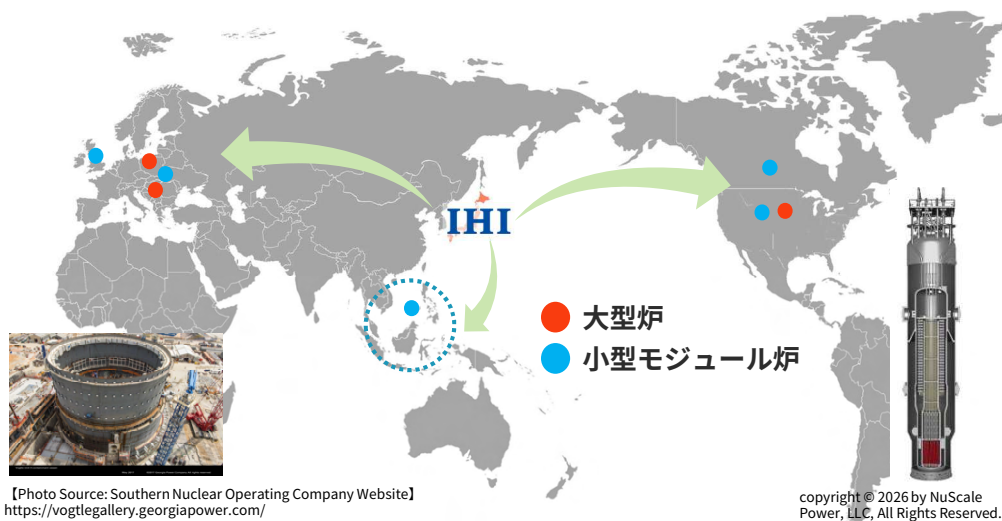 IHI
大型炉
小型モジュール炉
【Photo Source: Southern Nuclear Operating Company Website】
https://vogtlegallery.georgiapower.com/
copyright © 2026 by NuScale
Power, LLC, All Rights Reserved.